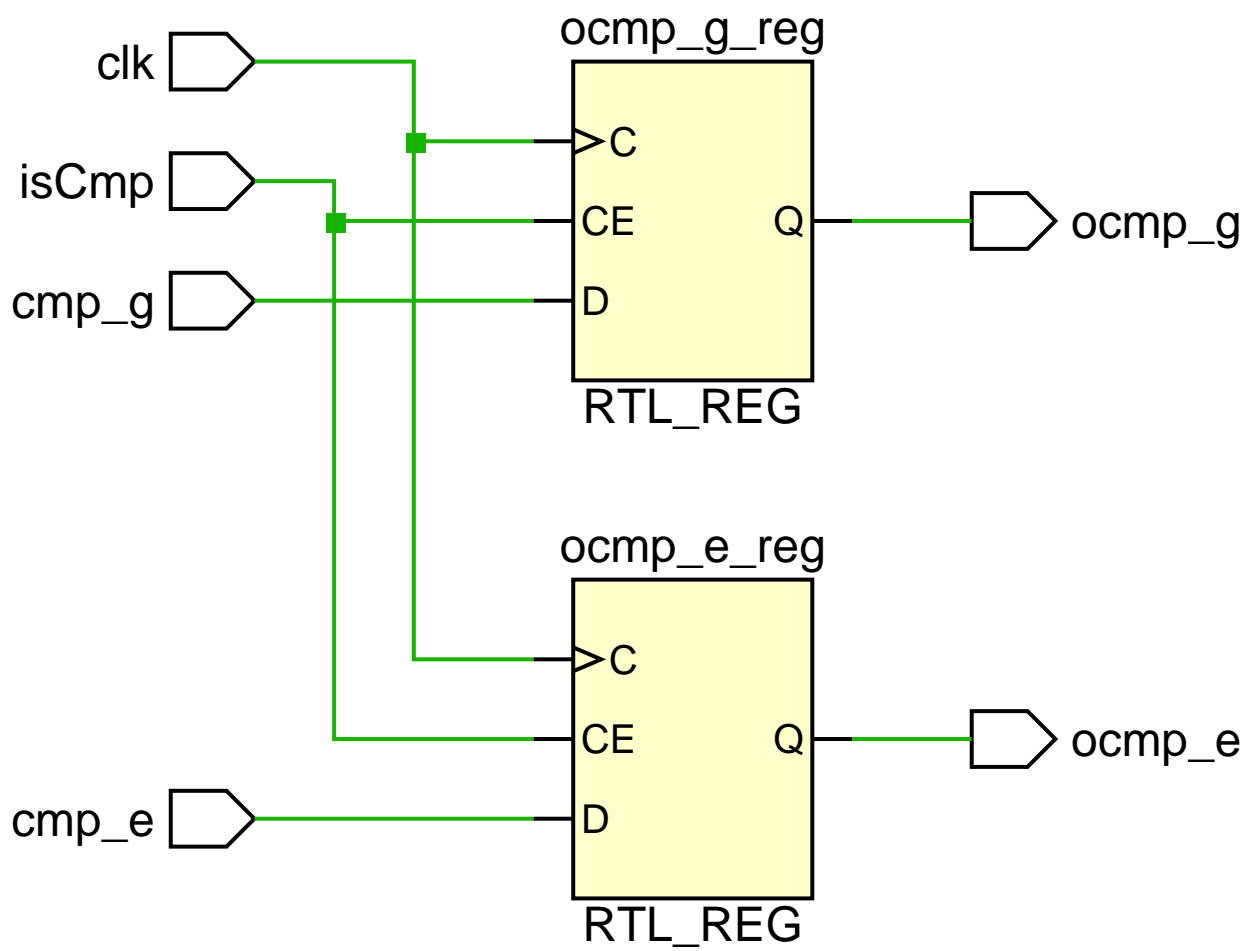 clk
isCmp
cmp_g
ocmp_g_reg
C
CE
D
Q
RTL_REG
ocmp_g
cmp_e
ocmp_e_reg
C
CE
D
Q
RTL_REG
ocmp_e